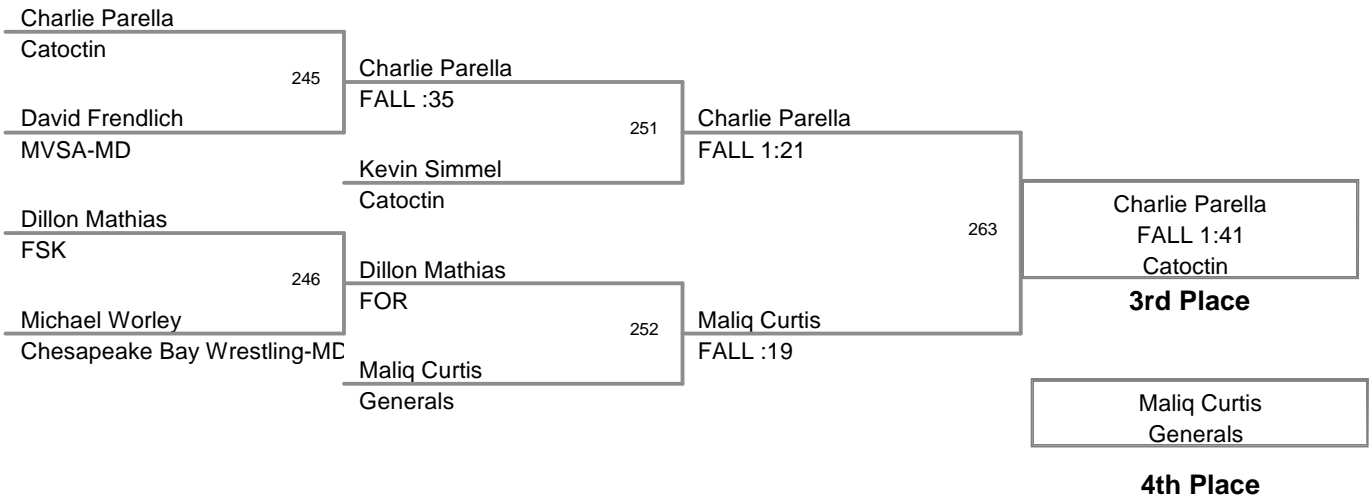 Charlie Parella
Catoctin
245
David Frendlich
MVSA-MD
Dillon Mathias
FSK
246
Michael Worley
Chesapeake Bay Wrestling-MD
Charlie Parella
FALL :35
251
Kevin Simmel
Catoctin
Dillon Mathias
FOR
252
Maliq Curtis
Generals
Charlie Parella
FALL 1:21
263
Maliq Curtis
FALL :19
Charlie Parella
FALL 1:41
Catoctin
3rd Place
Maliq Curtis
Generals
4th Place